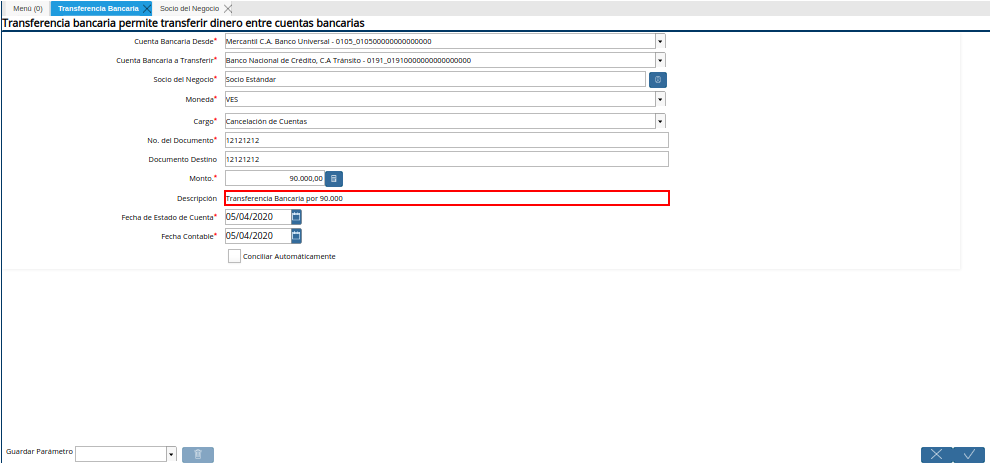 Menú (0) Transferencia Bancaria Socio del Negocio
Transferencia bancaria permite transferir dinero entre cuentas bancarias
Cuenta Bancaria Desde* Mercantil C.A. Banco Universal - 0105_010500000000000000
Cuenta Bancaria a Transferir* Banco Nacional de Crédito, C.A Tránsito - 0191_01910000000000000000
Socio del Negocio* Socio Estándar
Moneda* VES
Cargo* Cancelación de Cuentas
No. del Documento* 12121212
Documento Destino 12121212
Monto.* 90.000,00
Descripción Transferencia Bancaria por 90.000
Fecha de Estado de Cuenta* 05/04/2020
Fecha Contable* 05/04/2020
Conciliar Automáticamente
Guardar Parámetro